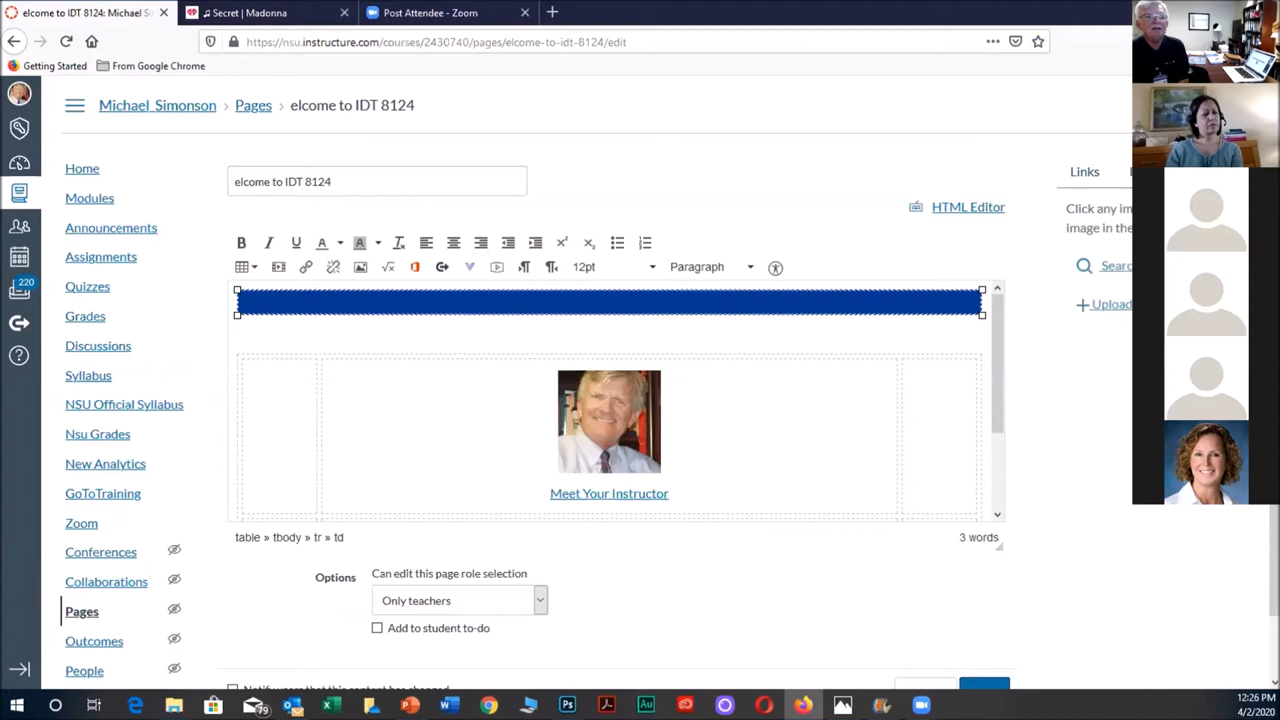 elcome to IDT 8124: Michael Si
Secret | Madonna
Post Attendee - Zoom
https://nsu.instructure.com/courses/2430740/pages/elcome-to-idt-8124/edit
Getting Started
From Google Chrome
Michael_Simonson > Pages > elcome to IDT 8124
Home
Modules
Announcements
Assignments
Quizzes
Grades
Discussions
Syllabus
NSU Official Syllabus
Nsu Grades
New Analytics
GoToTraining
Zoom
Conferences
Collaborations
Pages
Outcomes
People
220
elcome to IDT 8124
HTML Editor
B I U A A
12pt
Paragraph
Meet Your Instructor
table » tbody » tr » td
3 words
Options
Can edit this page role selection
Only teachers
Add to student to-do
Links
Click any im
image in the
Searc
Upload
79
12:26 PM
4/2/2020